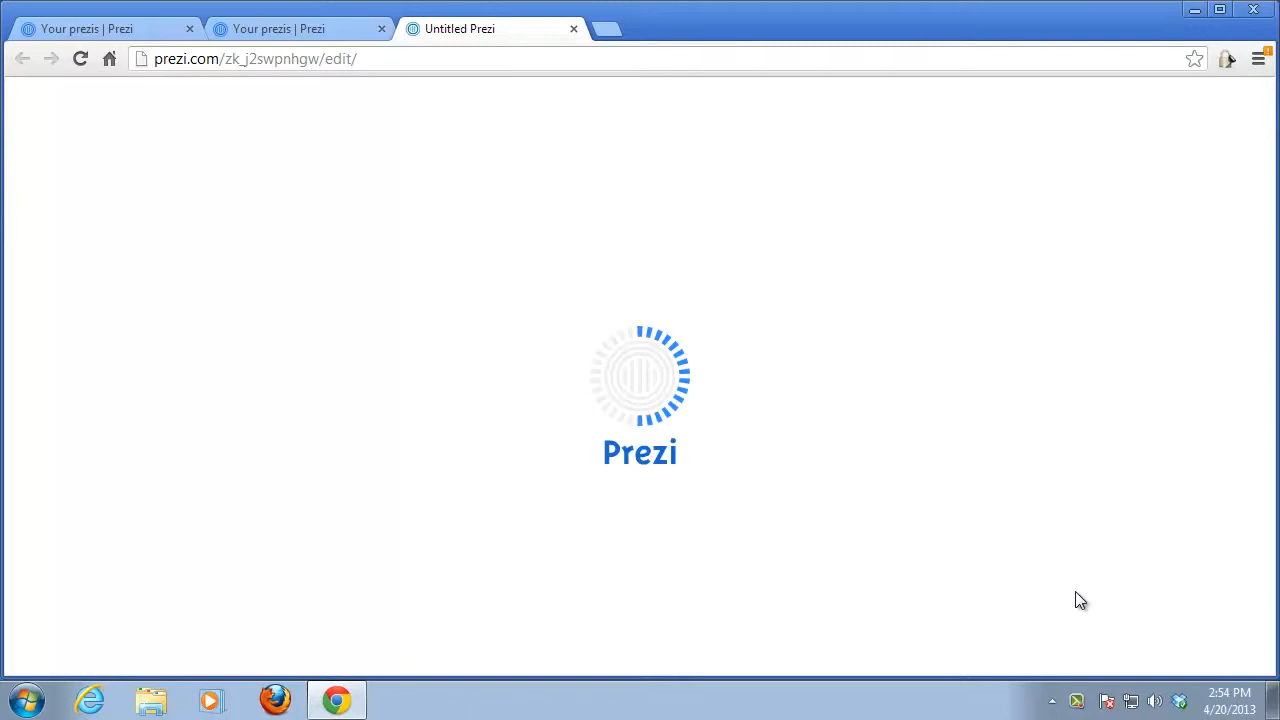 Your prezis | Prezi
Your prezis | Prezi
Untitled Prezi
prezi.com/zk_j2swpnhgw/edit/
Prezi
2:54 PM
4/20/2013